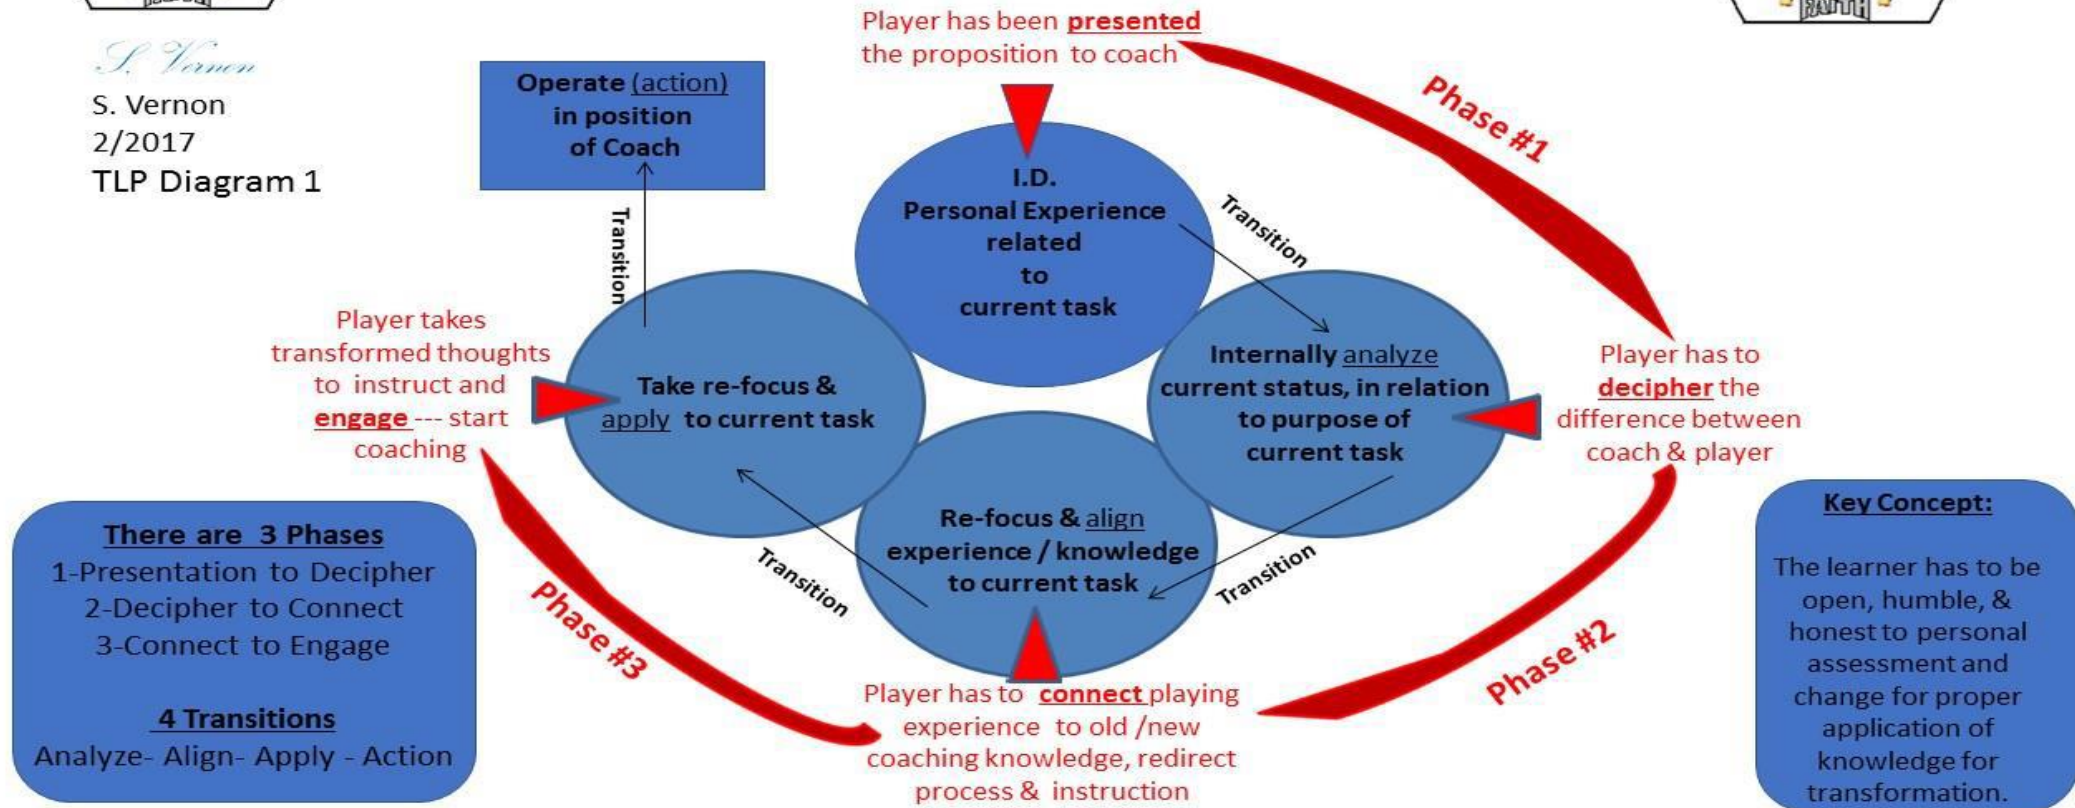 FAITH
S. Vernon
S. Vernon
2/2017
TLP Diagram 1
Player has been presented
the proposition to coach
Phase #1
Operate (action)
in position
of Coach
Transition
I.D.
Personal Experience
related
to
current task
Transition
Internally analyze
current status, in relation
to purpose of
current task
Player has to
decipher the
difference between
coach & player
Player takes
transformed thoughts
to instruct and
engage --- start
coaching
Take re-focus &
apply to current task
Re-focus & align
experience / knowledge
to current task
Transition
Transition
Phase #2
Phase #3
Player has to connect playing
experience to old /new
coaching knowledge, redirect
process & instruction
There are 3 Phases
1-Presentation to Decipher
2-Decipher to Connect
3-Connect to Engage
4 Transitions
Analyze- Align- Apply - Action
Key Concept:
The learner has to be
open, humble, &
honest to personal
assessment and
change for proper
application of
knowledge for
transformation.